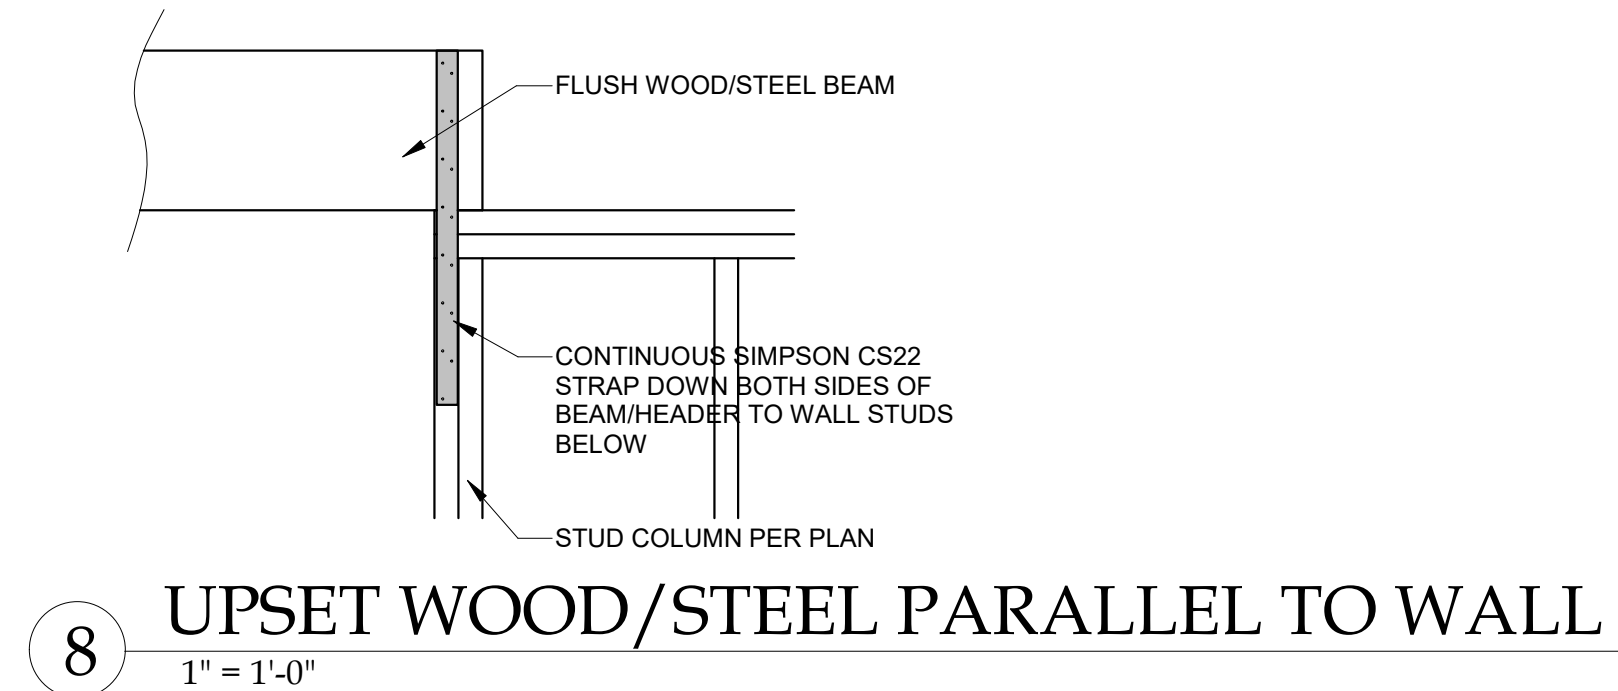 FLUSH WOOD/STEEL BEAM
CONTINUOUS SIMPSON CS22
STRAP DOWN BOTH SIDES OF
BEAM/HEADER TO WALL STUDS
BELOW
STUD COLUMN PER PLAN
8
UPSET WOOD/STEEL PARALLEL TO WALL
1" = 1'-0"